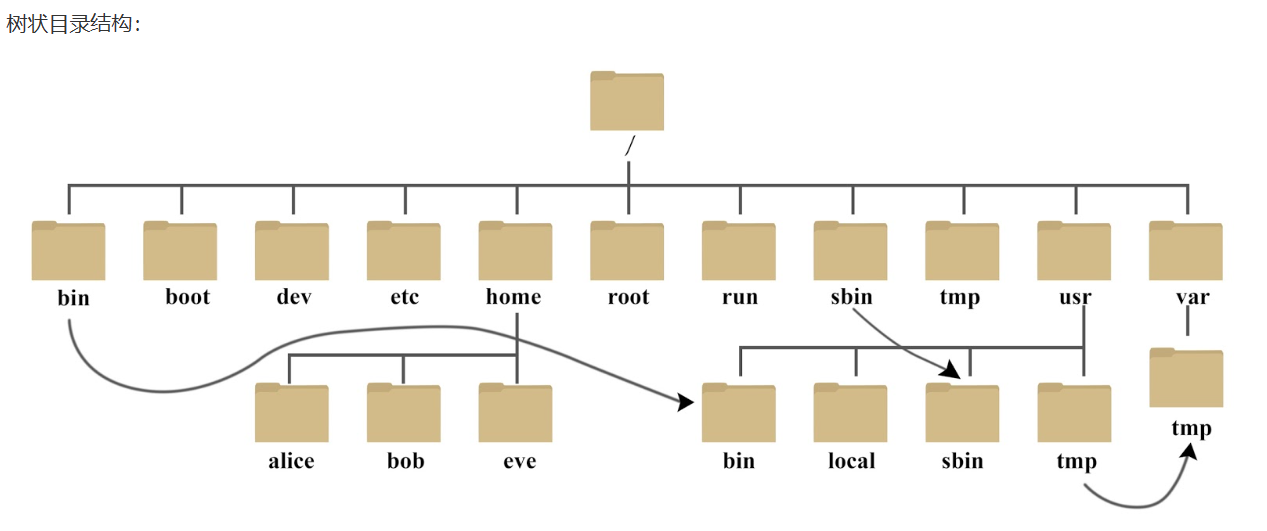 树状目录结构：
/
bin boot dev etc home root run sbin tmp usr var
tmp
alice bob eve bin local sbin tmp